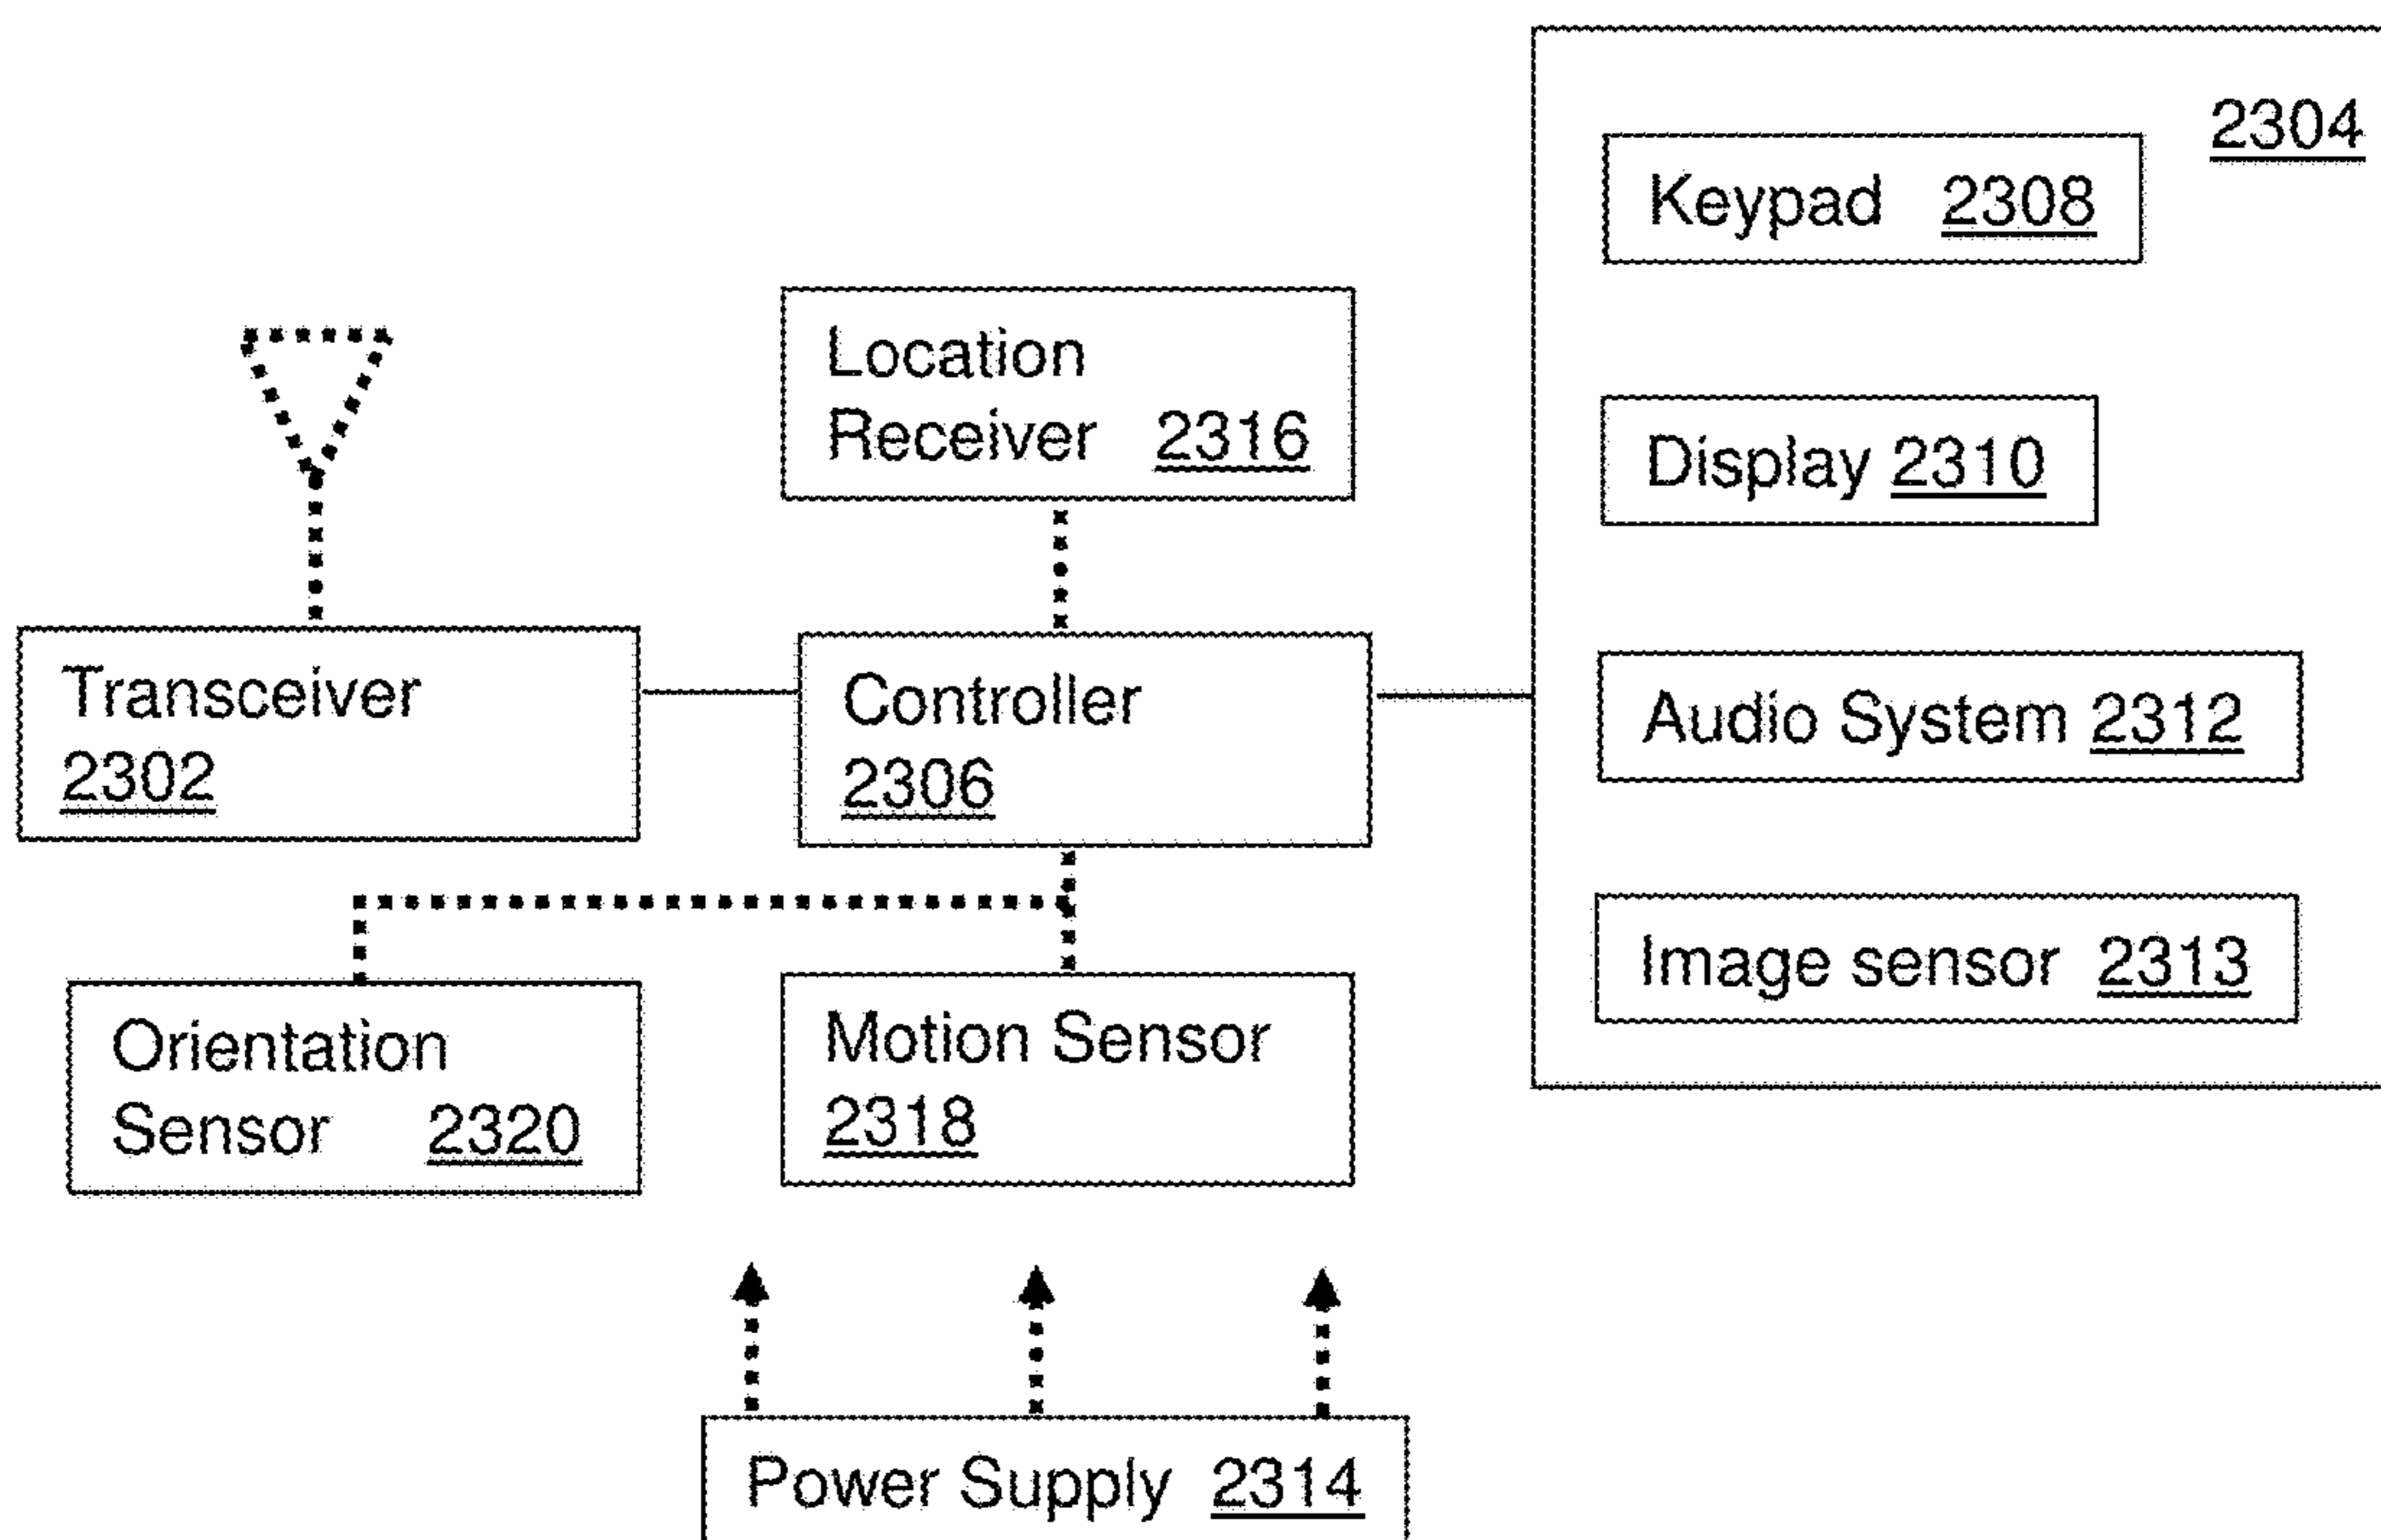 2304
Keypad 2308
Location
Receiver 2316
Display 2310
Transceiver
2302
Controller
2306
Audio System 2312
Image sensor 2313
Orientation
Sensor 2320
Motion Sensor
2318
Power Supply 2314